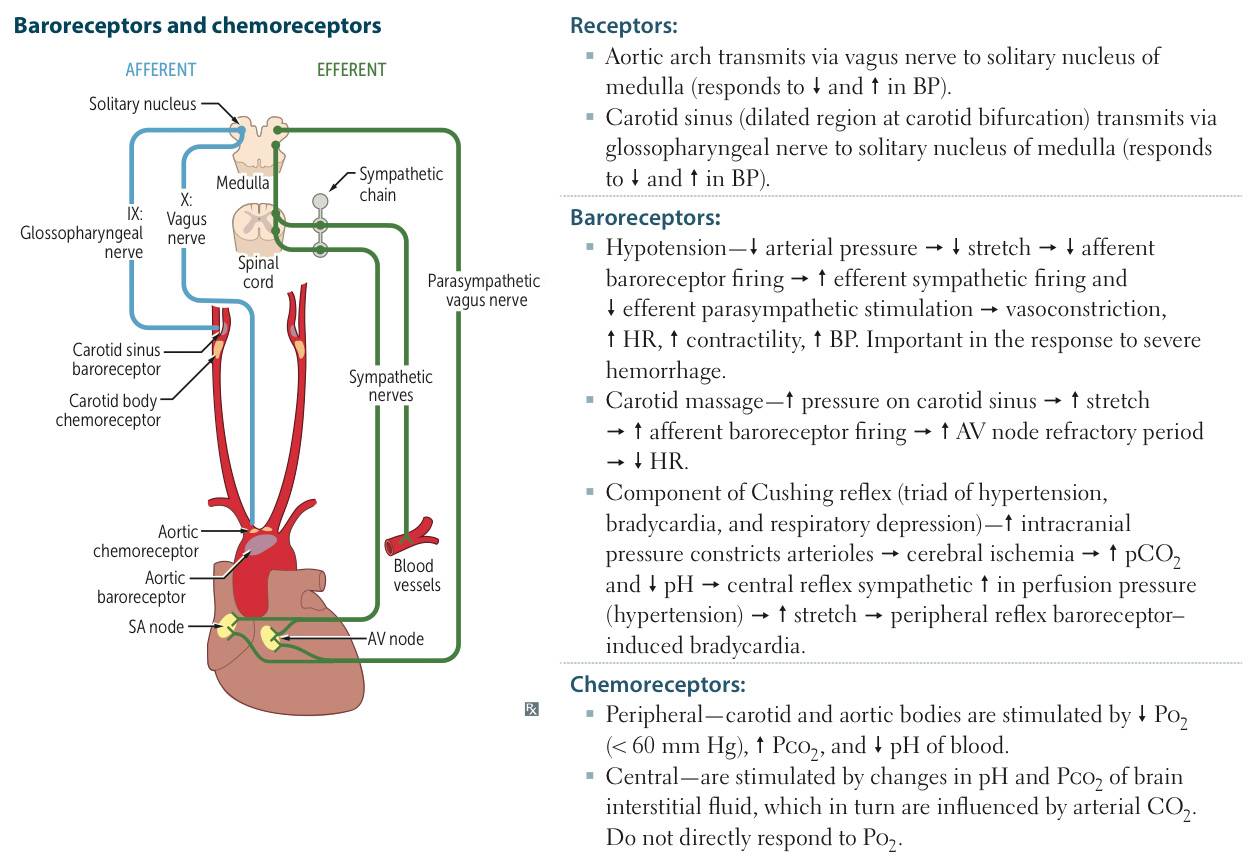 Baroreceptors and chemoreceptors
AFFERENT
EFFERENT
Solitary nucleus
Medulla
Sympathetic
chain
IX:
Glossopharyngeal
nerve
X:
Vagus
nerve
Spinal
cord
Parasympathetic
vagus nerve
Carotid sinus
baroreceptor
Carotid body
chemoreceptor
Sympathetic
nerves
Aortic
chemoreceptor
Aortic
baroreceptor
Blood
vessels
SA node
AV node
℞
Receptors:
▪ Aortic arch transmits via vagus nerve to solitary nucleus of
medulla (responds to ↓ and ↑ in BP).
▪ Carotid sinus (dilated region at carotid bifurcation) transmits via
glossopharyngeal nerve to solitary nucleus of medulla (responds
to ↓ and ↑ in BP).
Baroreceptors:
▪ Hypotension—↓ arterial pressure → ↓ stretch → ↓ afferent
baroreceptor firing → ↑ efferent sympathetic firing and
↓ efferent parasympathetic stimulation → vasoconstriction,
↑ HR, ↑ contractility, ↑ BP. Important in the response to severe
hemorrhage.
▪ Carotid massage—↑ pressure on carotid sinus → ↑ stretch
→ ↑ afferent baroreceptor firing → ↑ AV node refractory period
→ ↓ HR.
▪ Component of Cushing reflex (triad of hypertension,
bradycardia, and respiratory depression)—↑ intracranial
pressure constricts arterioles → cerebral ischemia → ↑ pCO₂
and ↓ pH → central reflex sympathetic ↑ in perfusion pressure
(hypertension) → ↑ stretch → peripheral reflex baroreceptor–
induced bradycardia.
Chemoreceptors:
▪ Peripheral—carotid and aortic bodies are stimulated by ↓ PO₂
(< 60 mm Hg), ↑ PCO₂, and ↓ pH of blood.
▪ Central—are stimulated by changes in pH and PCO₂ of brain
interstitial fluid, which in turn are influenced by arterial CO₂.
Do not directly respond to PO₂.